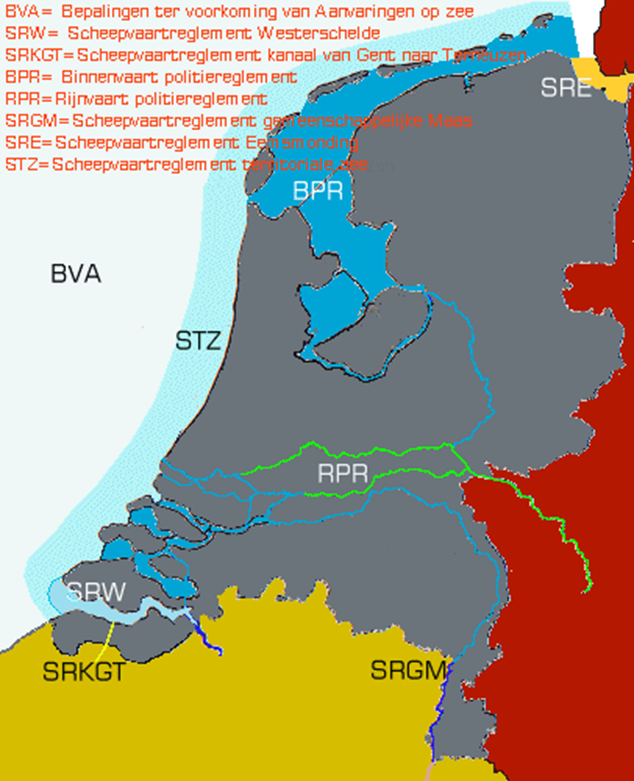 BVA= Bepalingen ter voorkoming van Aanvaringen op zee
SRW= Scheepvaartreglement Westerschelde
SRKGT=Scheepvaartreglement kanaal van Gent naar Terneuzen
BPR= Binnenvaart politiereglement
RPR=Rijnvaart politiereglement
SRGM=Scheepvaartreglement gemeenschappelijke Maas
SRE=Scheepvaartreglement Eemsmonding
STZ=Scheepvaartreglement territoriale zee
SRE
BPR
BVA
STZ
RPR
SRW
SRKGT
SRGM